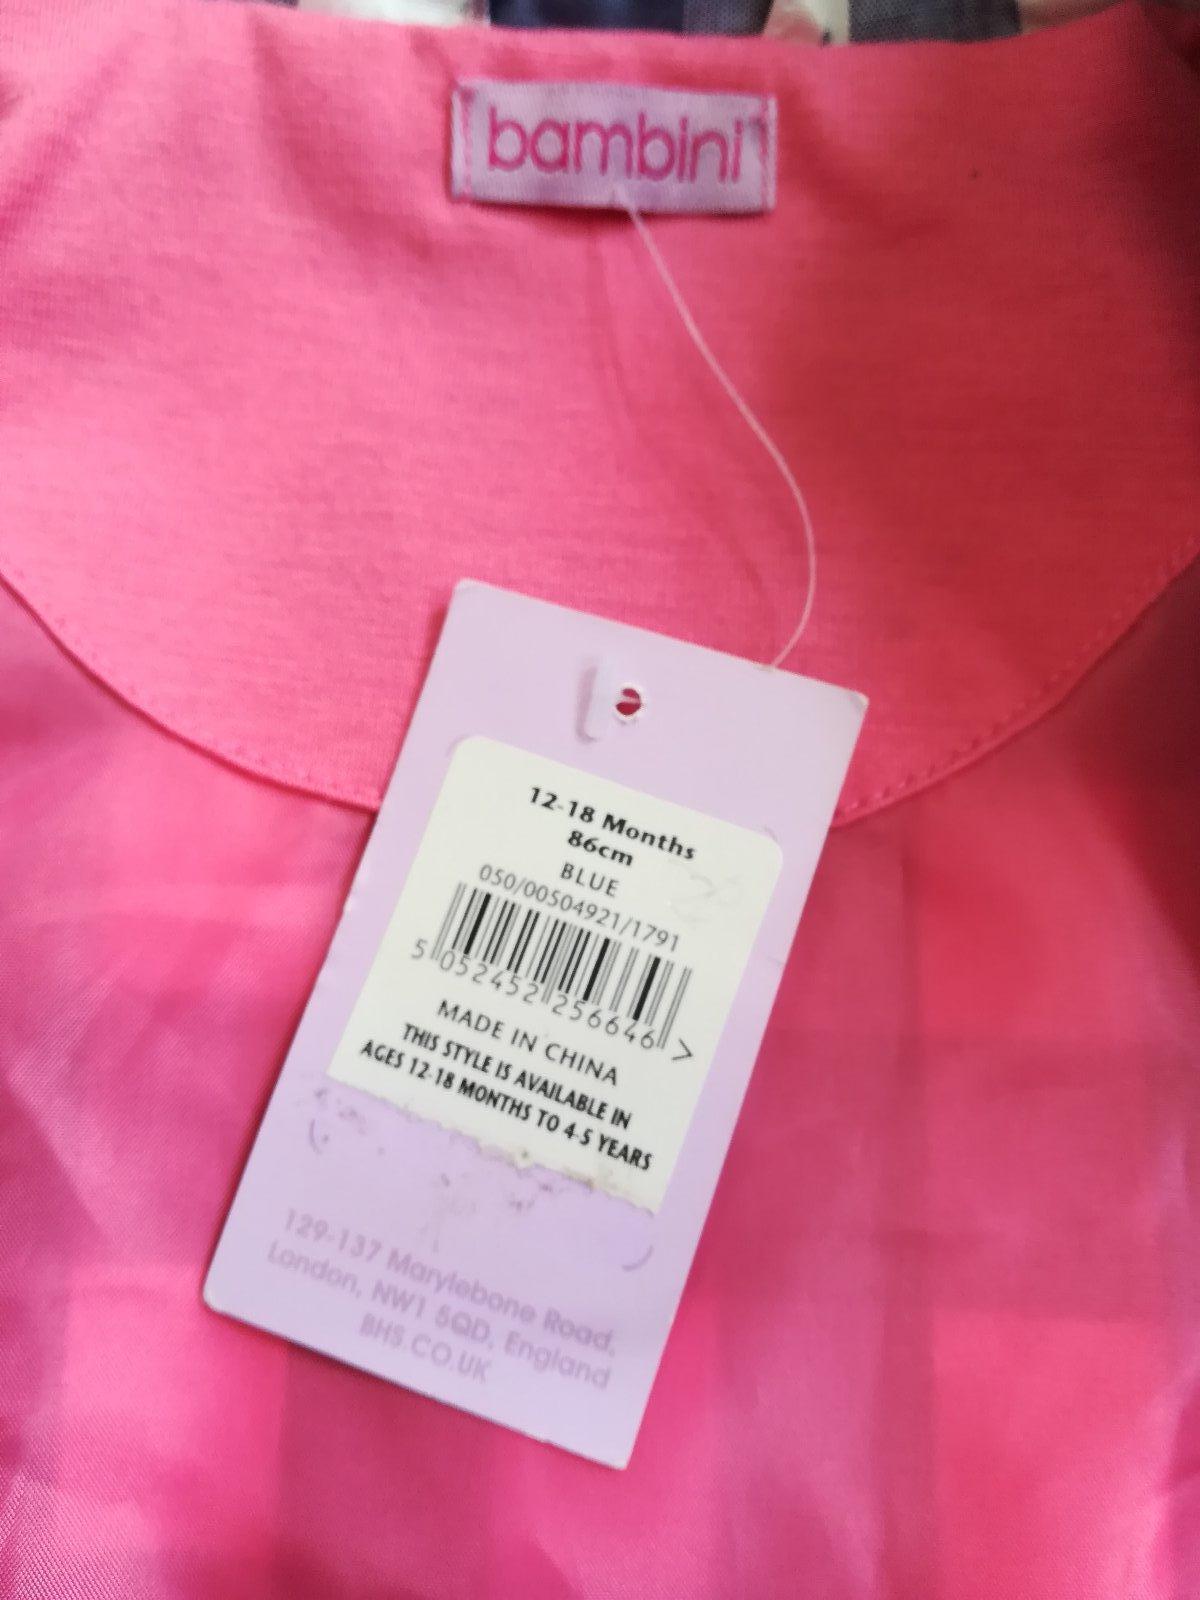 bambini
12-18 Months
86cm
BLUE
050/00504921/1791
5 052452 256646 >
MADE IN CHINA
THIS STYLE IS AVAILABLE IN
AGES 12-18 MONTHS TO 4-5 YEARS
129-137 Marylebone Road,
London, NW1 5QD, England
BHS.CO.UK